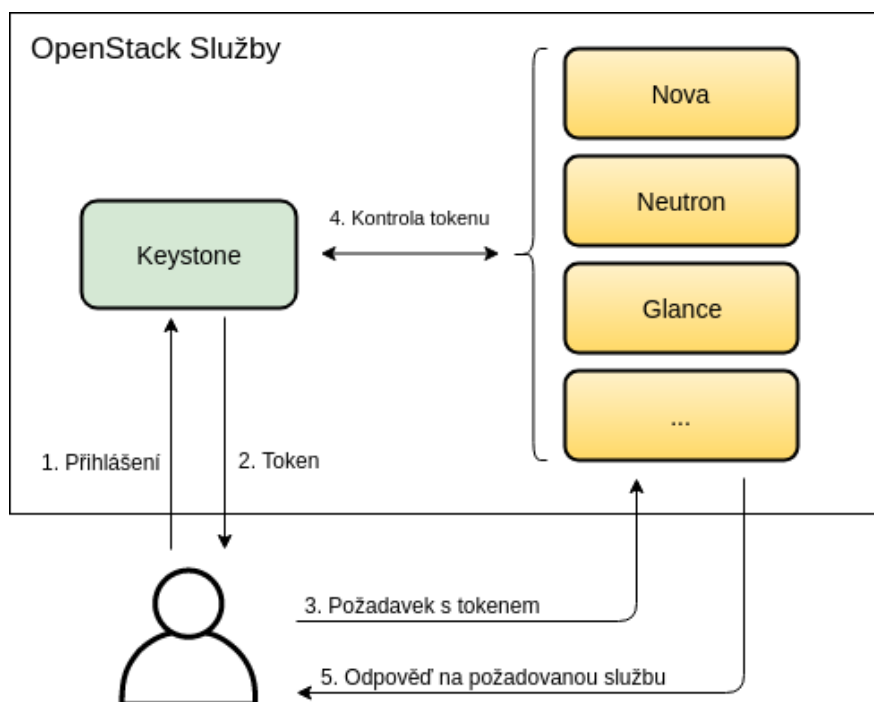 OpenStack Služby
Nova
Neutron
Glance
...
4. Kontrola tokenu
Keystone
1. Přihlášení
2. Token
3. Požadavek s tokenem
5. Odpověď na požadovanou službu